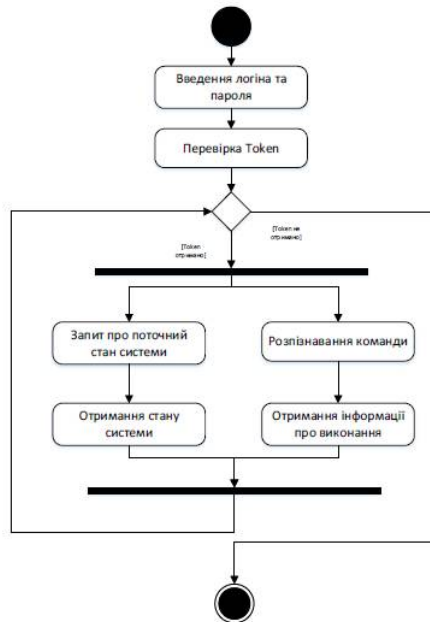 Введення логіна та
пароля
Перевірка Token
[Token
отримано]
[Token не
отримано]
Запит про поточний
стан системи
Розпізнавання команди
Отримання стану
системи
Отримання інформації
про виконання